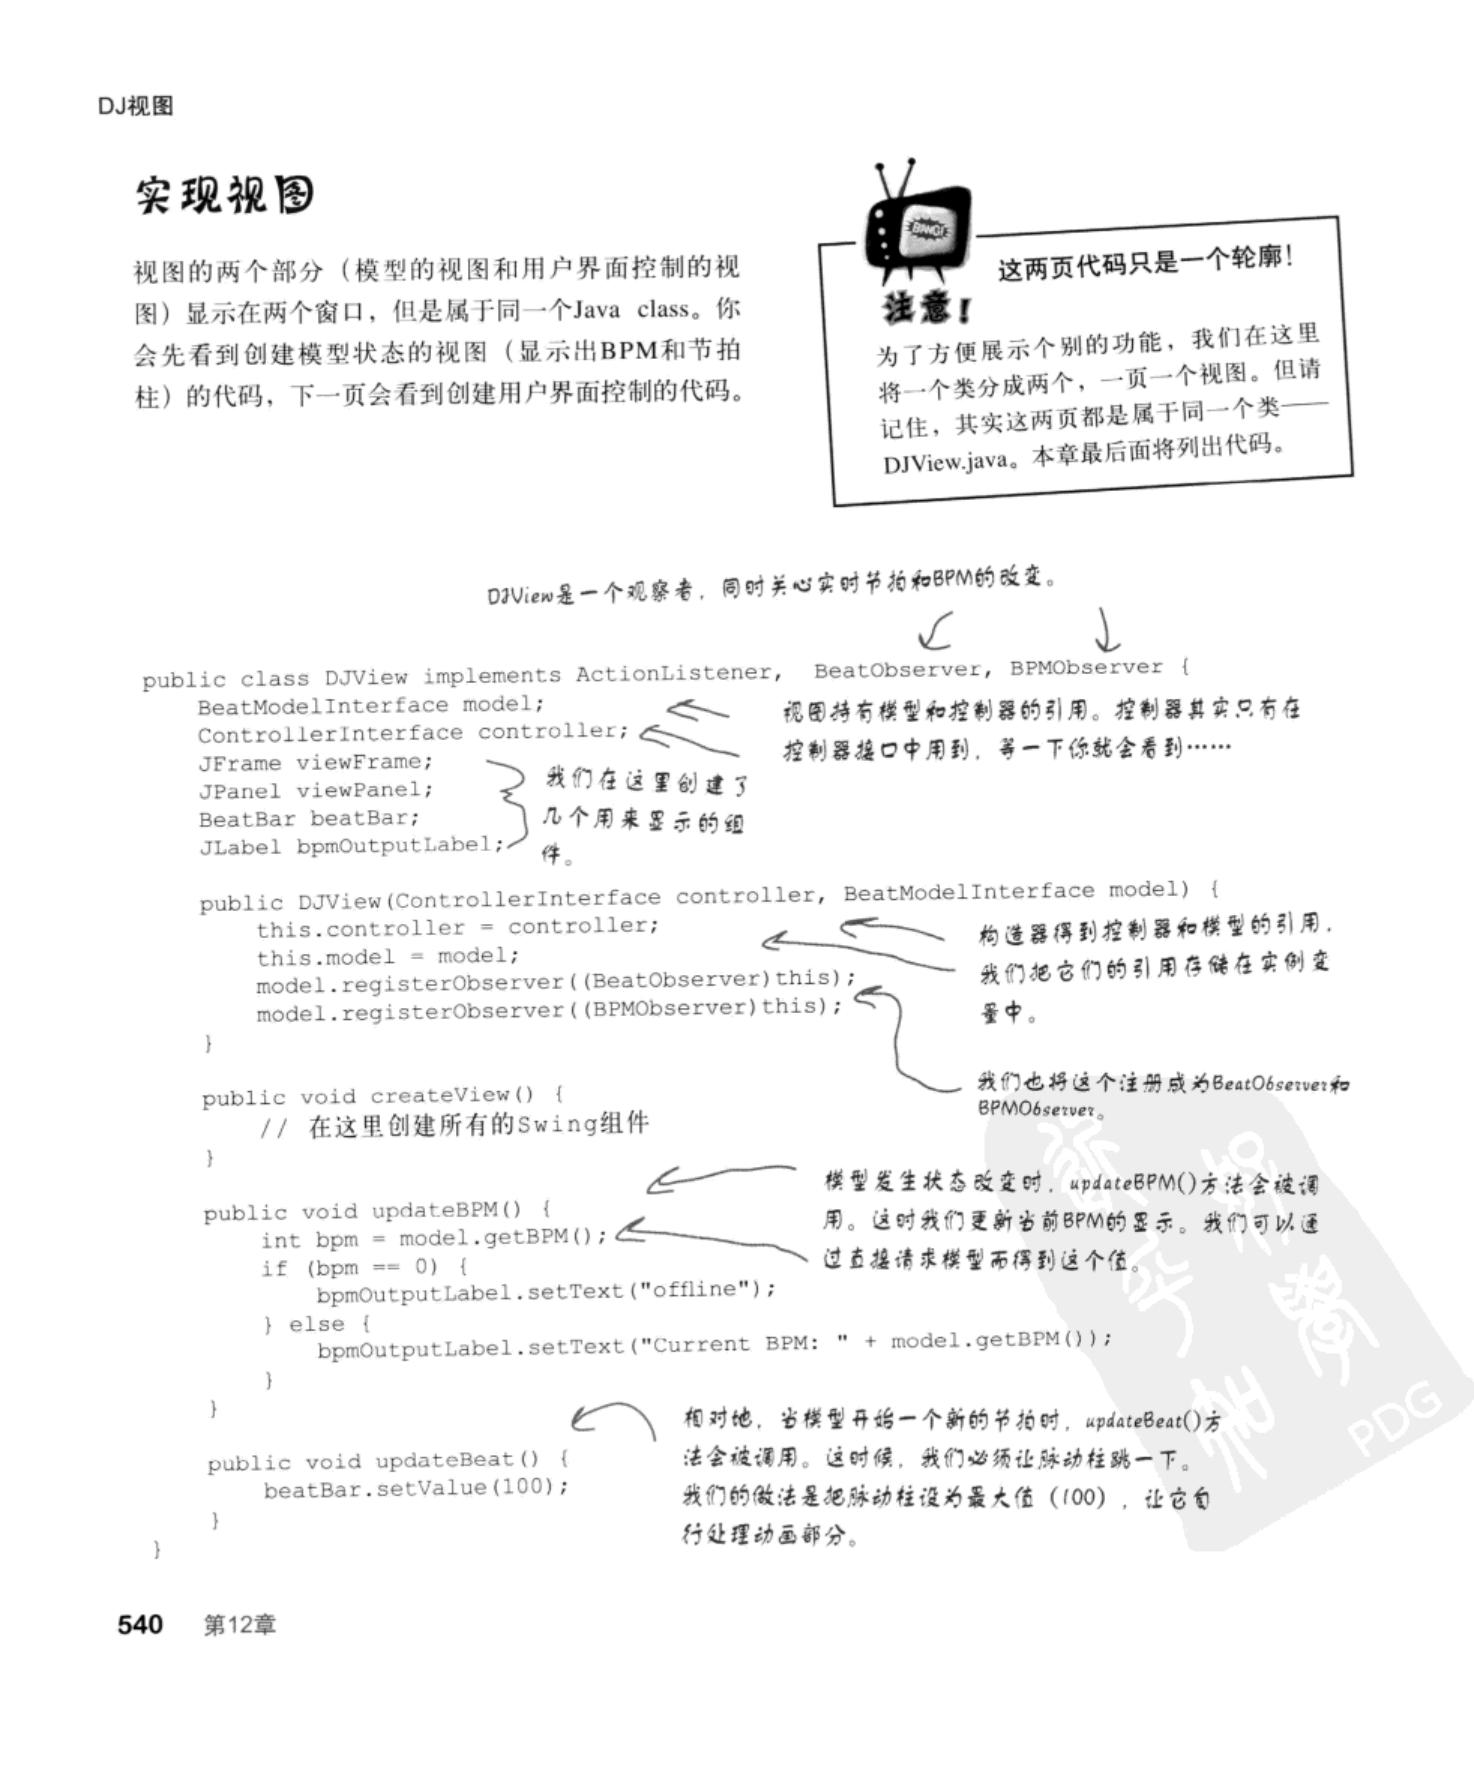 DJ视图
实现视图
视图的两个部分（模型的视图和用户界面控制的视
图）显示在两个窗口，但是属于同一个Java class。你
会先看到创建模型状态的视图（显示出BPM和节拍
柱）的代码，下一页会看到创建用户界面控制的代码。
BANG!
注意！
这两页代码只是一个轮廓！
为了方便展示个别的功能，我们在这里
将一个类分成两个，一页一个视图。但请
记住，其实这两页都是属于同一个类——
DJView.java。本章最后面将列出代码。
DJView是一个观察者，同时关心实时节拍和BPM的改变。
public class DJView implements ActionListener,  BeatObserver, BPMObserver {
BeatModelInterface model;
ControllerInterface controller;
JFrame viewFrame;
JPanel viewPanel;
BeatBar beatBar;
JLabel bpmOutputLabel;
视图持有模型和控制器的引用。控制器其实只有在
控制器接口中用到，等一下你就会看到……
我们在这里创建了
几个用来显示的组
件。
public DJView(ControllerInterface controller, BeatModelInterface model) {
this.controller = controller;
this.model = model;
model.registerObserver((BeatObserver)this);
model.registerObserver((BPMObserver)this);
}
构造器得到控制器和模型的引用，
我们把它们的引用存储在实例变
量中。
我们也将这个注册成为BeatObserver和
BPMObserver。
public void createView() {
// 在这里创建所有的Swing组件
}
public void updateBPM() {
int bpm = model.getBPM();
if (bpm == 0) {
bpmOutputLabel.setText("offline");
} else {
bpmOutputLabel.setText("Current BPM: " + model.getBPM());
}
}
模型发生状态改变时，updateBPM()方法会被调
用。这时我们更新当前BPM的显示。我们可以通
过直接请求模型而得到这个值。
public void updateBeat() {
beatBar.setValue(100);
}
}
相对地，当模型开始一个新的节拍时，updateBeat()方
法会被调用。这时候，我们必须让脉动柱跳一下。
我们的做法是把脉动柱设为最大值（100），让它自
行处理动画部分。
PDG
540 第12章